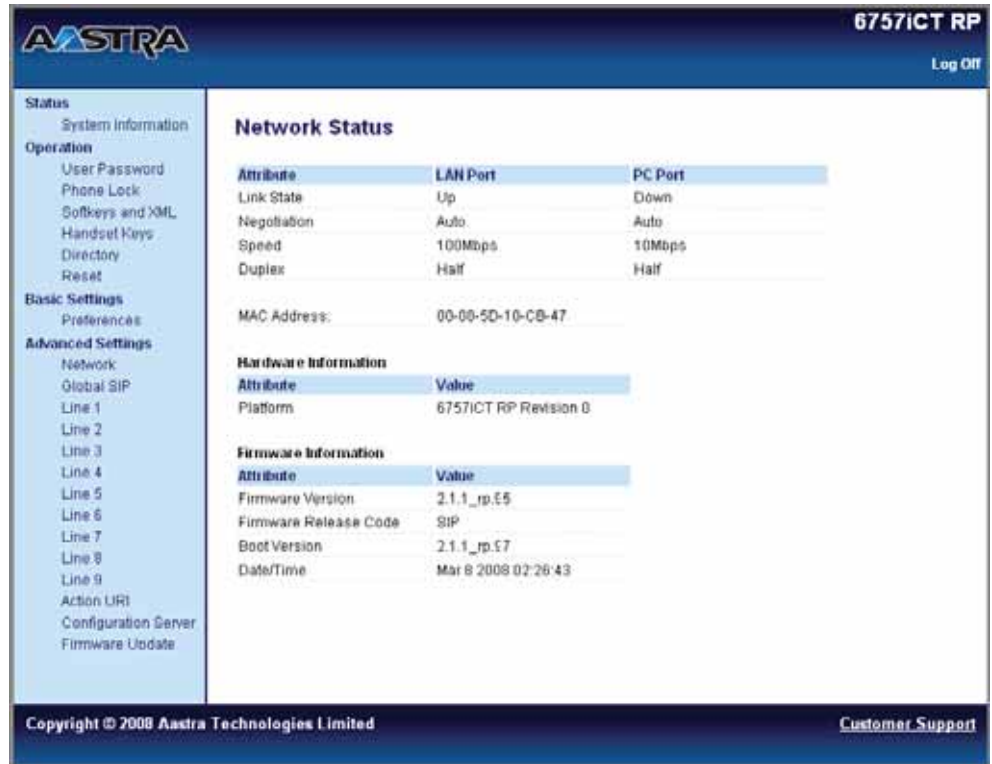 AASTRA
6757iCT RP
Log Off
Status
System Information
Operation
User Password
Phone Lock
Softkeys and XML
Handset Keys
Directory
Reset
Basic Settings
Preferences
Advanced Settings
Network
Global SIP
Line 1
Line 2
Line 3
Line 4
Line 5
Line 6
Line 7
Line 8
Line 9
Action URI
Configuration Server
Firmware Update
Network Status
Attribute LAN Port PC Port
Link State Up Down
Negotiation Auto Auto
Speed 100Mbps 10Mbps
Duplex Half Half
MAC Address: 00-08-5D-10-CB-47
Hardware Information
Attribute Value
Platform 6757iCT RP Revision 0
Firmware Information
Attribute Value
Firmware Version
Firmware Release Code SIP
Boot Version
Date/Time Mar 8 2008 02:26:43
Copyright © 2008 Aastra Technologies Limited
Customer Support